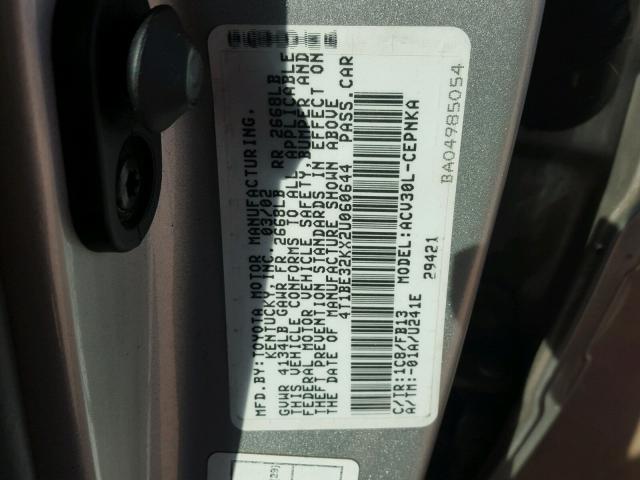 MFD.BY:TOYOTA MOTOR MANUFACTURING,
KENTUCKY,INC. 03/02
GVWR 4134LB GAWR FR 2668LB RR 2668LB
THIS VEHICLE CONFORMS TO ALL APPLICABLE
FEDERAL MOTOR VEHICLE SAFETY, BUMPER AND
THEFT PREVENTION STANDARDS IN EFFECT ON
THE DATE OF MANUFACTURE SHOWN ABOVE
4T1BE32KX2U060644 PASS.CAR
C/TR:1C8/FB13 MODEL:ACV30L-CEPNKA
A/TM:-01A/U241E 29421
BA04985054